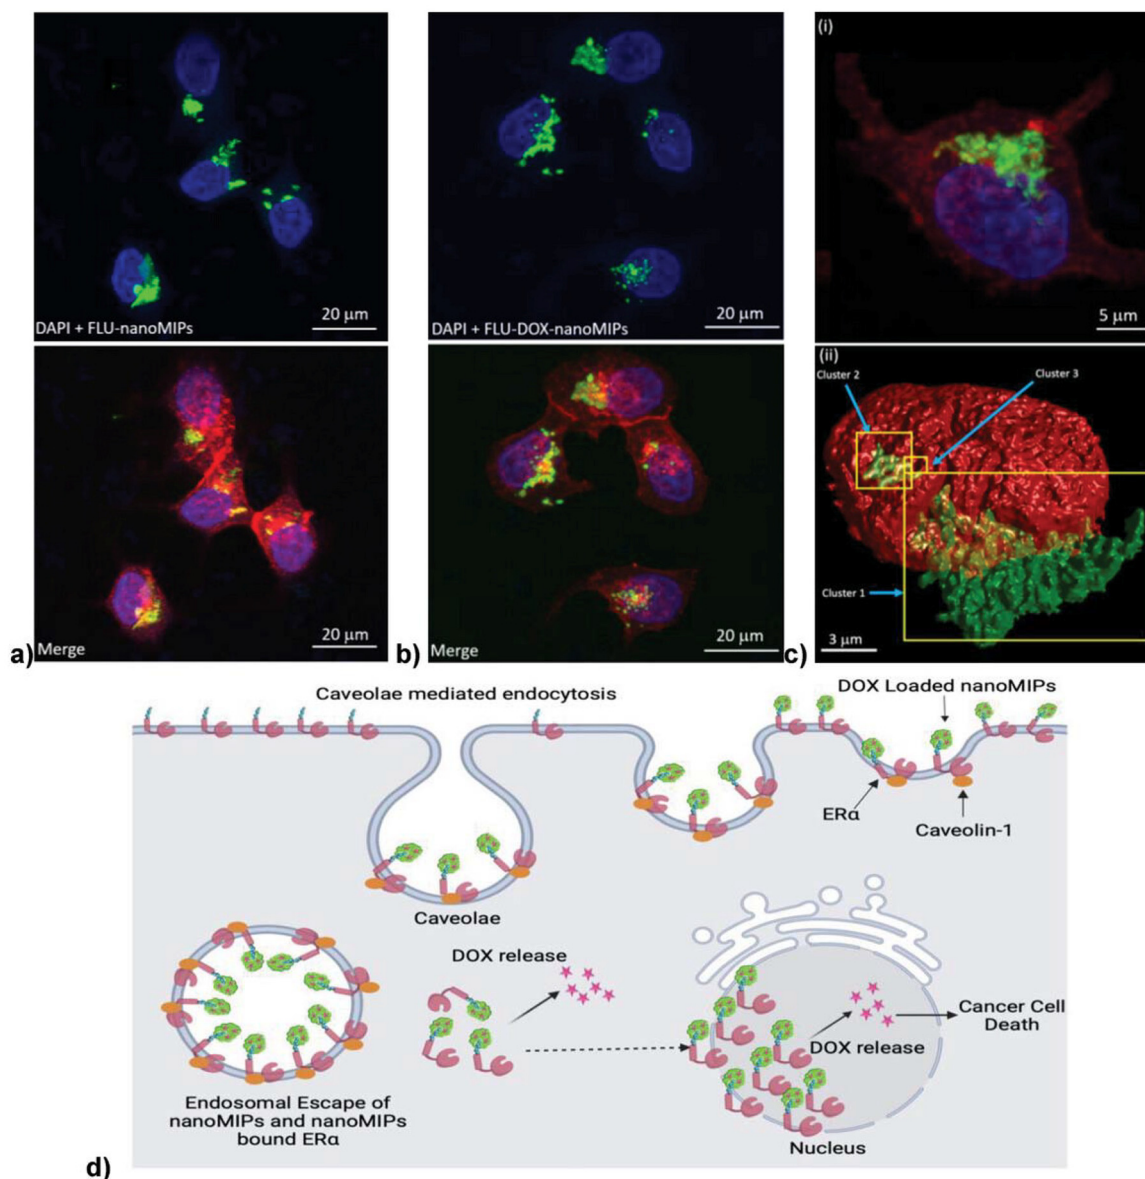 DAPI + FLU-nanoMIPs
20 μm
DAPI + FLU-DOX-nanoMIPs
20 μm
(i)
5 μm
Merge
20 μm
a)
Merge
20 μm
b)
(ii)
Cluster 2
Cluster 3
Cluster 1
3 μm
c)
Caveolae mediated endocytosis
DOX Loaded nanoMIPs
ERα
Caveolin-1
Caveolae
DOX release
Cancer Cell
Death
DOX release
Endosomal Escape of
nanoMIPs and nanoMIPs
bound ERα
Nucleus
d)